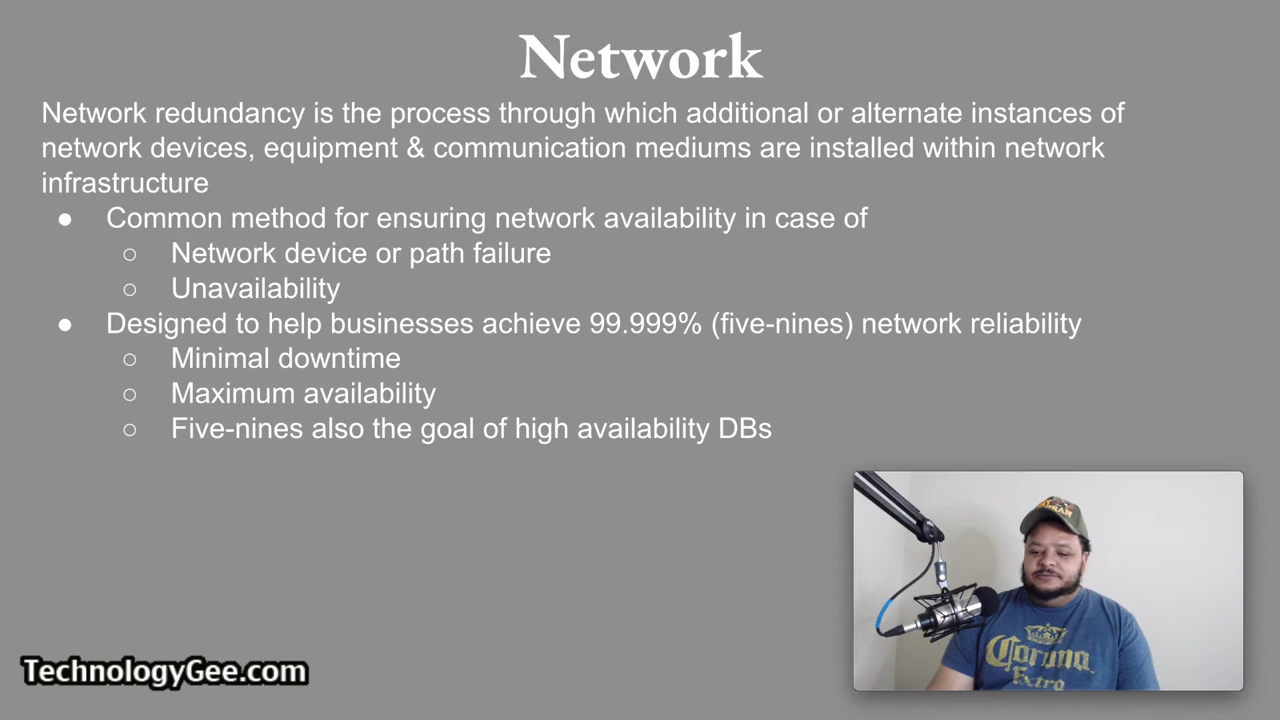 Network
Network redundancy is the process through which additional or alternate instances of
network devices, equipment & communication mediums are installed within network
infrastructure
● Common method for ensuring network availability in case of
○ Network device or path failure
○ Unavailability
● Designed to help businesses achieve 99.999% (five-nines) network reliability
○ Minimal downtime
○ Maximum availability
○ Five-nines also the goal of high availability DBs
Corona
Extra
TechnologyGee.com